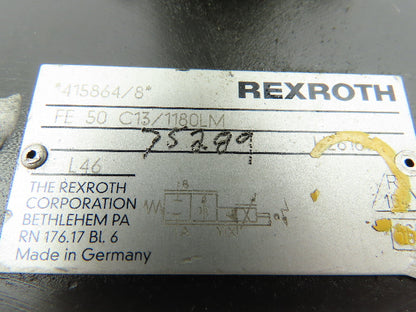 *415864/8*
REXROTH
FE 50 C13/1180LM
75289
L46
THE REXROTH
CORPORATION
BETHLEHEM PA
RN 176.17 Bl. 6
Made in Germany